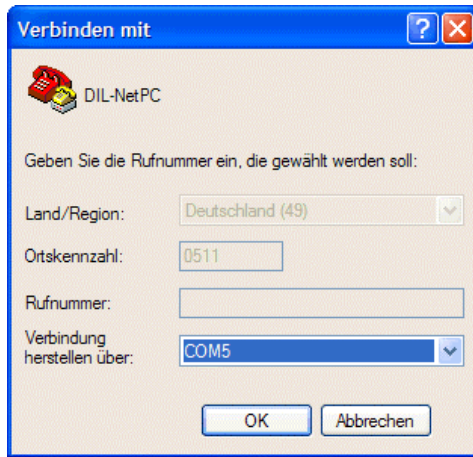 Verbinden mit
DIL-NetPC
Geben Sie die Rufnummer ein, die gewählt werden soll:
Land/Region: Deutschland (49)
Ortskennzahl: 0511
Rufnummer:
Verbindung
herstellen über: COM5
OK Abbrechen